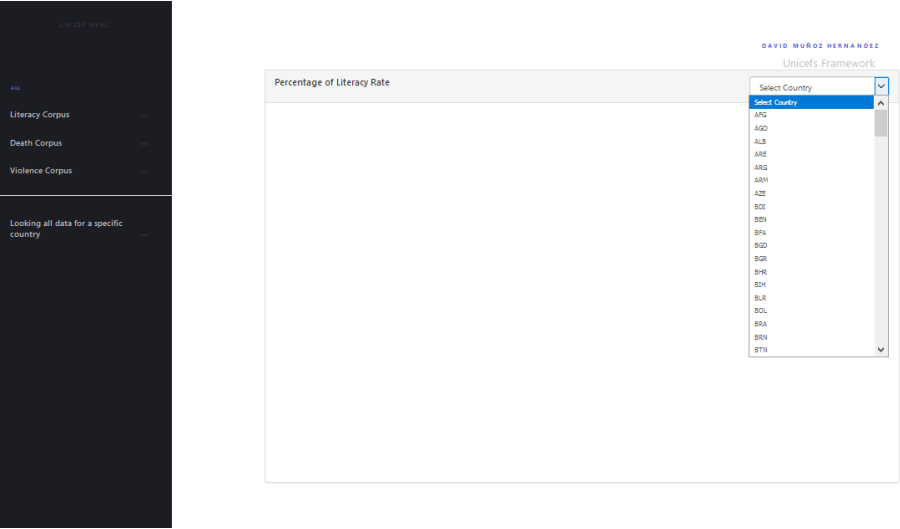 UNICEF MENU
ALL
Literacy Corpus
Death Corpus
Violence Corpus
Looking all data for a specific
country
DAVID MUÑOZ HERNANDEZ
Unicefs Framework
Percentage of Literacy Rate
Select Country
Select Country
AFG
AGO
ALB
ARE
ARG
ARM
AZE
BDI
BEN
BFA
BGD
BGR
BHR
BIH
BLR
BOL
BRA
BRN
BTN